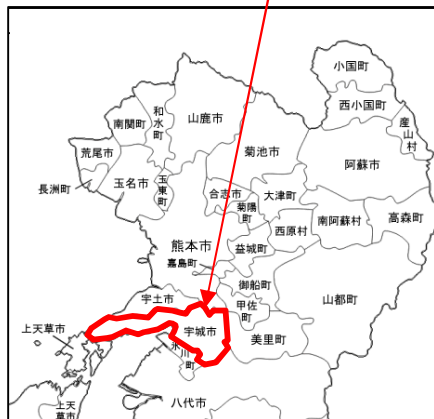 小国町
西小国町
産山村
和水町
南関町
山鹿市
菊池市
荒尾市
阿蘇市
長洲町
玉名市
玉東町
合志市
大津町
菊陽町
南阿蘇村
高森町
西原村
熊本市
益城町
嘉島町
御船町
宇土市
甲佐町
山都町
上天草市
宇城市
美里町
氷川町
八代市
上天草市